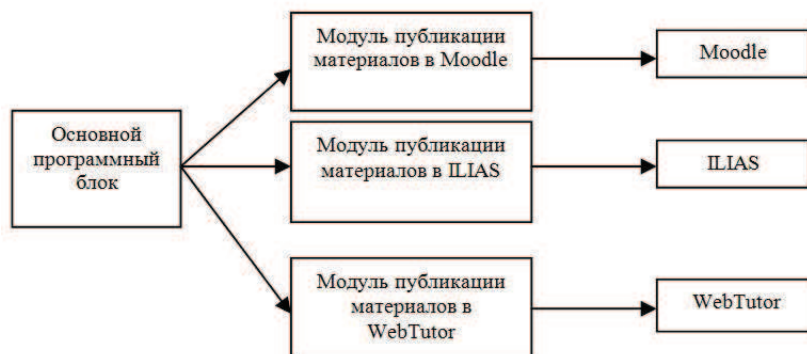 Основной
программный
блок
Модуль публикации
материалов в Moodle
Moodle
Модуль публикации
материалов в ILIAS
ILIAS
Модуль публикации
материалов в
WebTutor
WebTutor